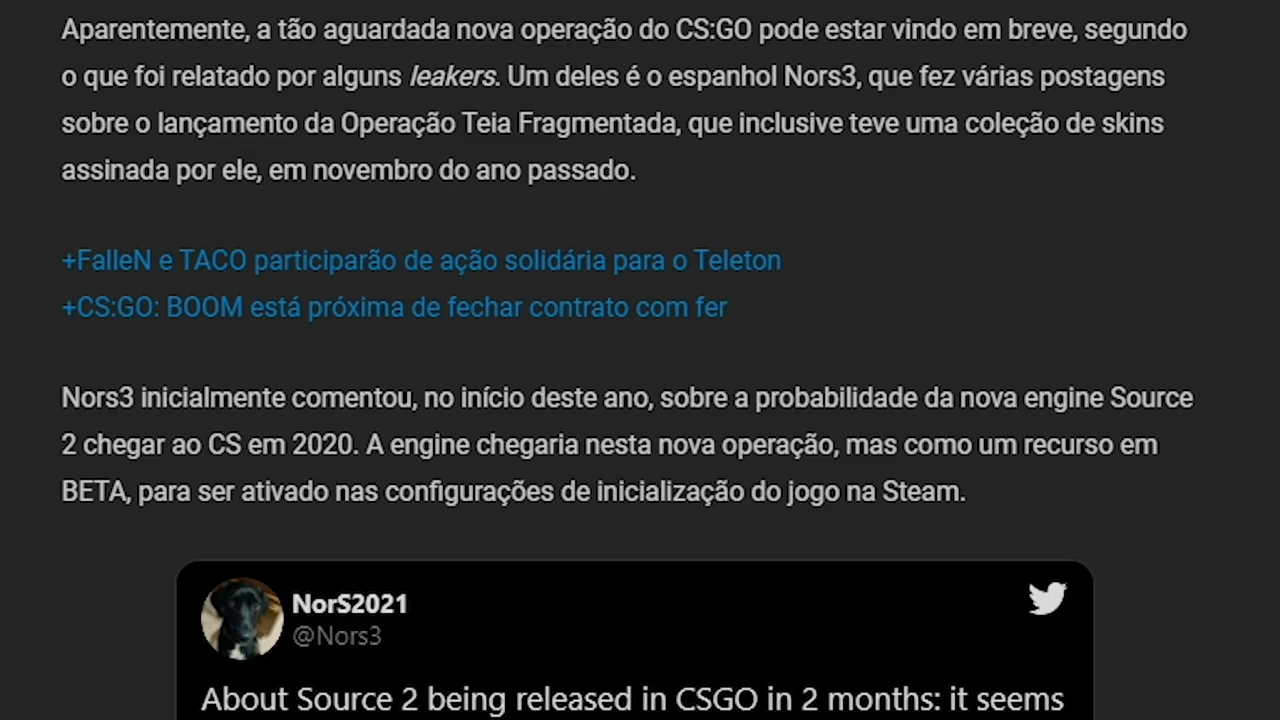 Aparentemente, a tão aguardada nova operação do CS:GO pode estar vindo em breve, segundo
o que foi relatado por alguns leakers. Um deles é o espanhol Nors3, que fez várias postagens
sobre o lançamento da Operação Teia Fragmentada, que inclusive teve uma coleção de skins
assinada por ele, em novembro do ano passado.
+FalleN e TACO participarão de ação solidária para o Teleton
+CS:GO: BOOM está próxima de fechar contrato com fer
Nors3 inicialmente comentou, no início deste ano, sobre a probabilidade da nova engine Source
2 chegar ao CS em 2020. A engine chegaria nesta nova operação, mas como um recurso em
BETA, para ser ativado nas configurações de inicialização do jogo na Steam.
NorS2021
@Nors3
About Source 2 being released in CSGO in 2 months: it seems